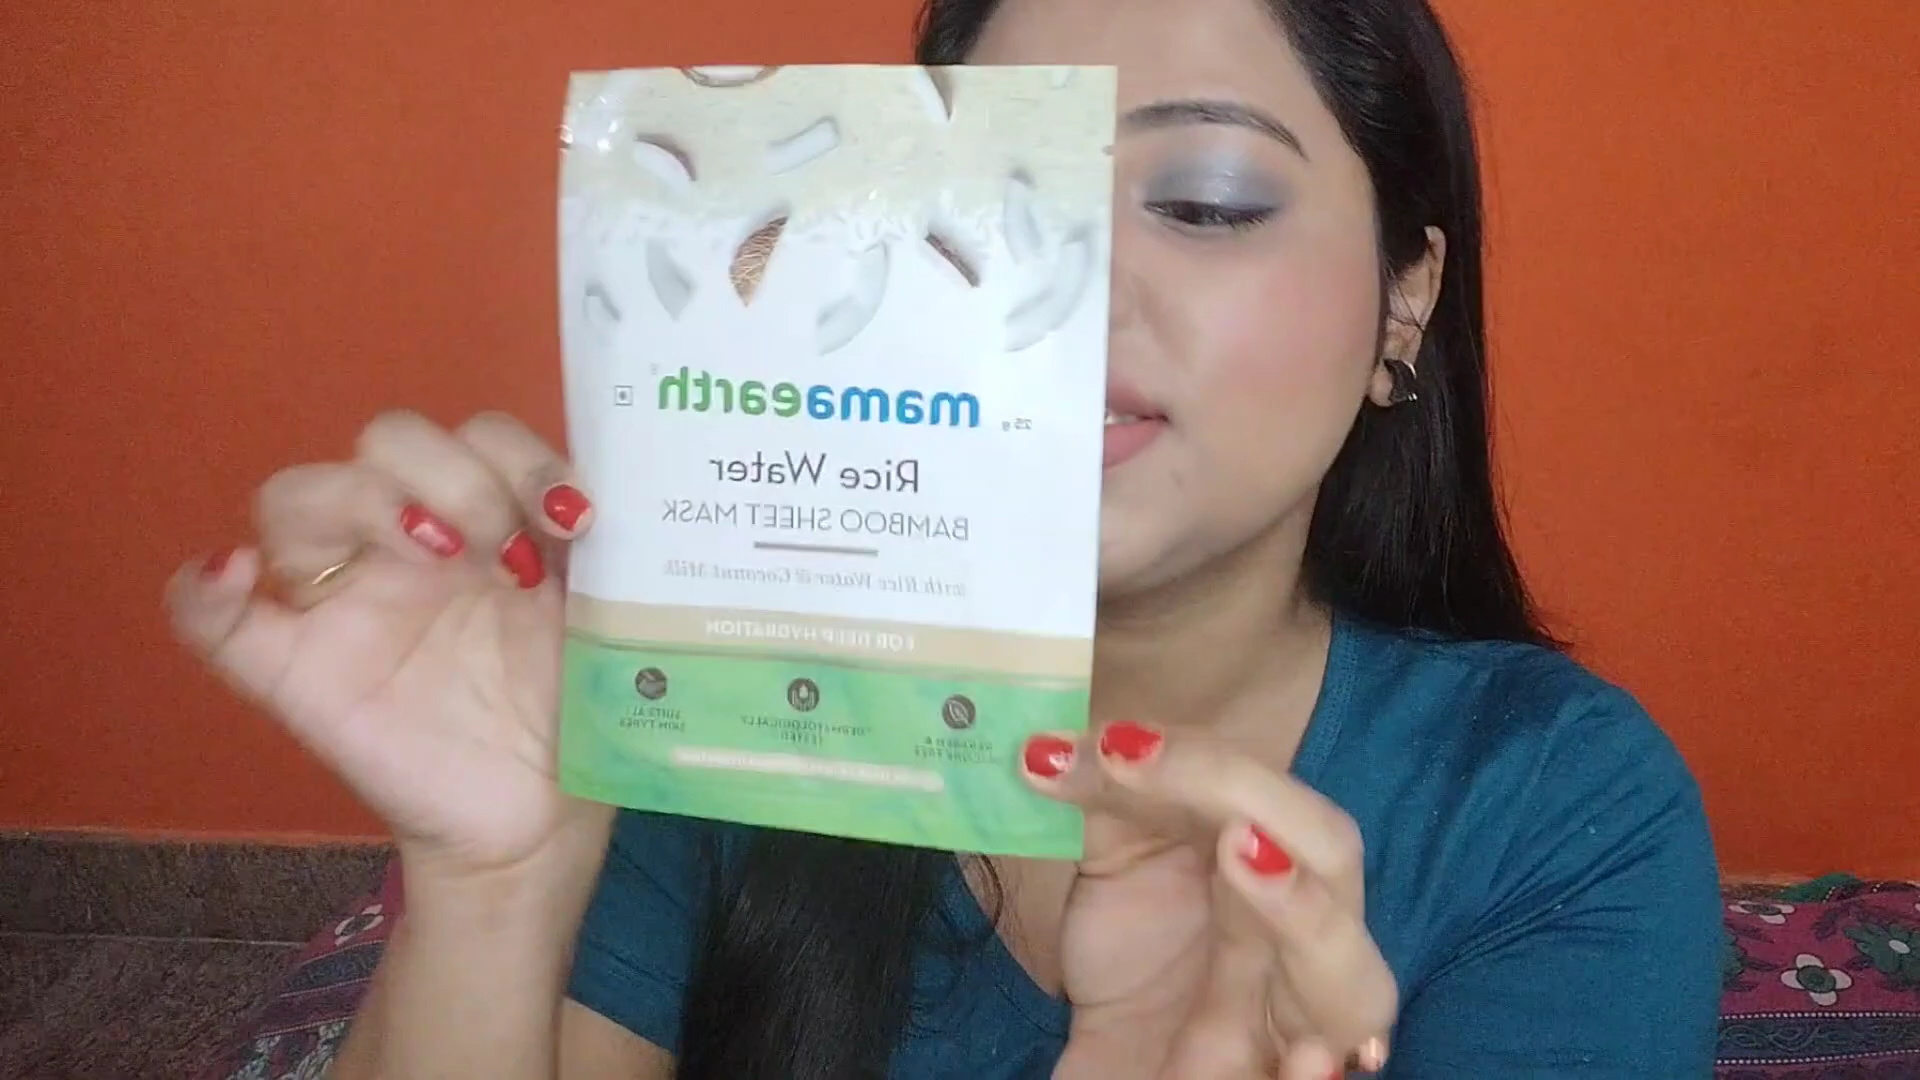 mamaearth
25 g
Rice Water
BAMBOO SHEET MASK
with Rice Water & Coconut Milk
FOR DEEP HYDRATION
SUITS ALL
SKIN TYPES
DERMATOLOGICALLY
TESTED